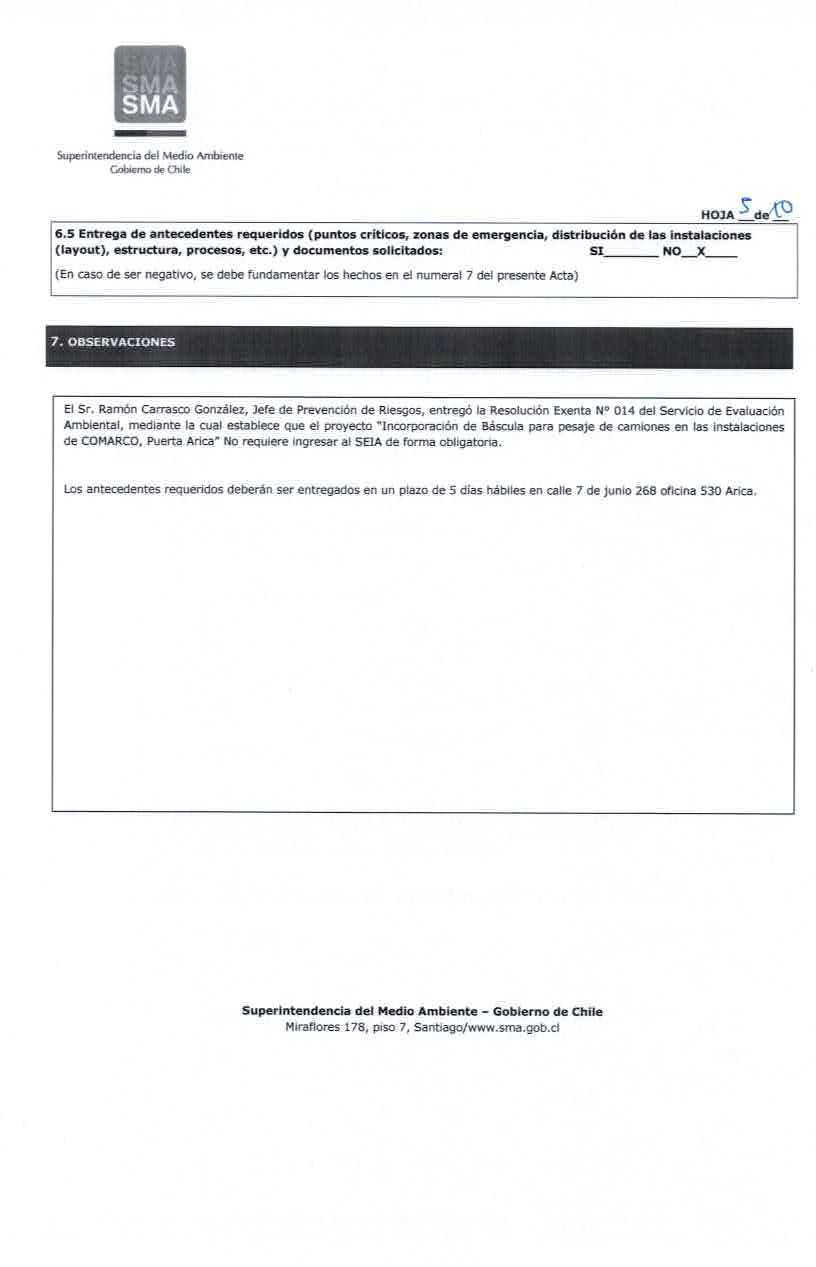 SMA
SMA
SMA
Superintendencia del Medio Ambiente
Gobierno de Chile
HOJA 5 de 10
6.5 Entrega de antecedentes requeridos (puntos críticos, zonas de emergencia, distribución de las instalaciones
(layout), estructura, procesos, etc.) y documentos solicitados: SI_______ NO__X____
(En caso de ser negativo, se debe fundamentar los hechos en el numeral 7 del presente Acta)
7. OBSERVACIONES
El Sr. Ramón Carrasco González, Jefe de Prevención de Riesgos, entregó la Resolución Exenta Nº 014 del Servicio de Evaluación
Ambiental, mediante la cual establece que el proyecto "Incorporación de Báscula para pesaje de camiones en las instalaciones
de COMARCO, Puerta Arica" No requiere ingresar al SEIA de forma obligatoria.
Los antecedentes requeridos deberán ser entregados en un plazo de 5 días hábiles en calle 7 de junio 268 oficina 530 Arica.
Superintendencia del Medio Ambiente – Gobierno de Chile
Miraflores 178, piso 7, Santiago/www.sma.gob.cl